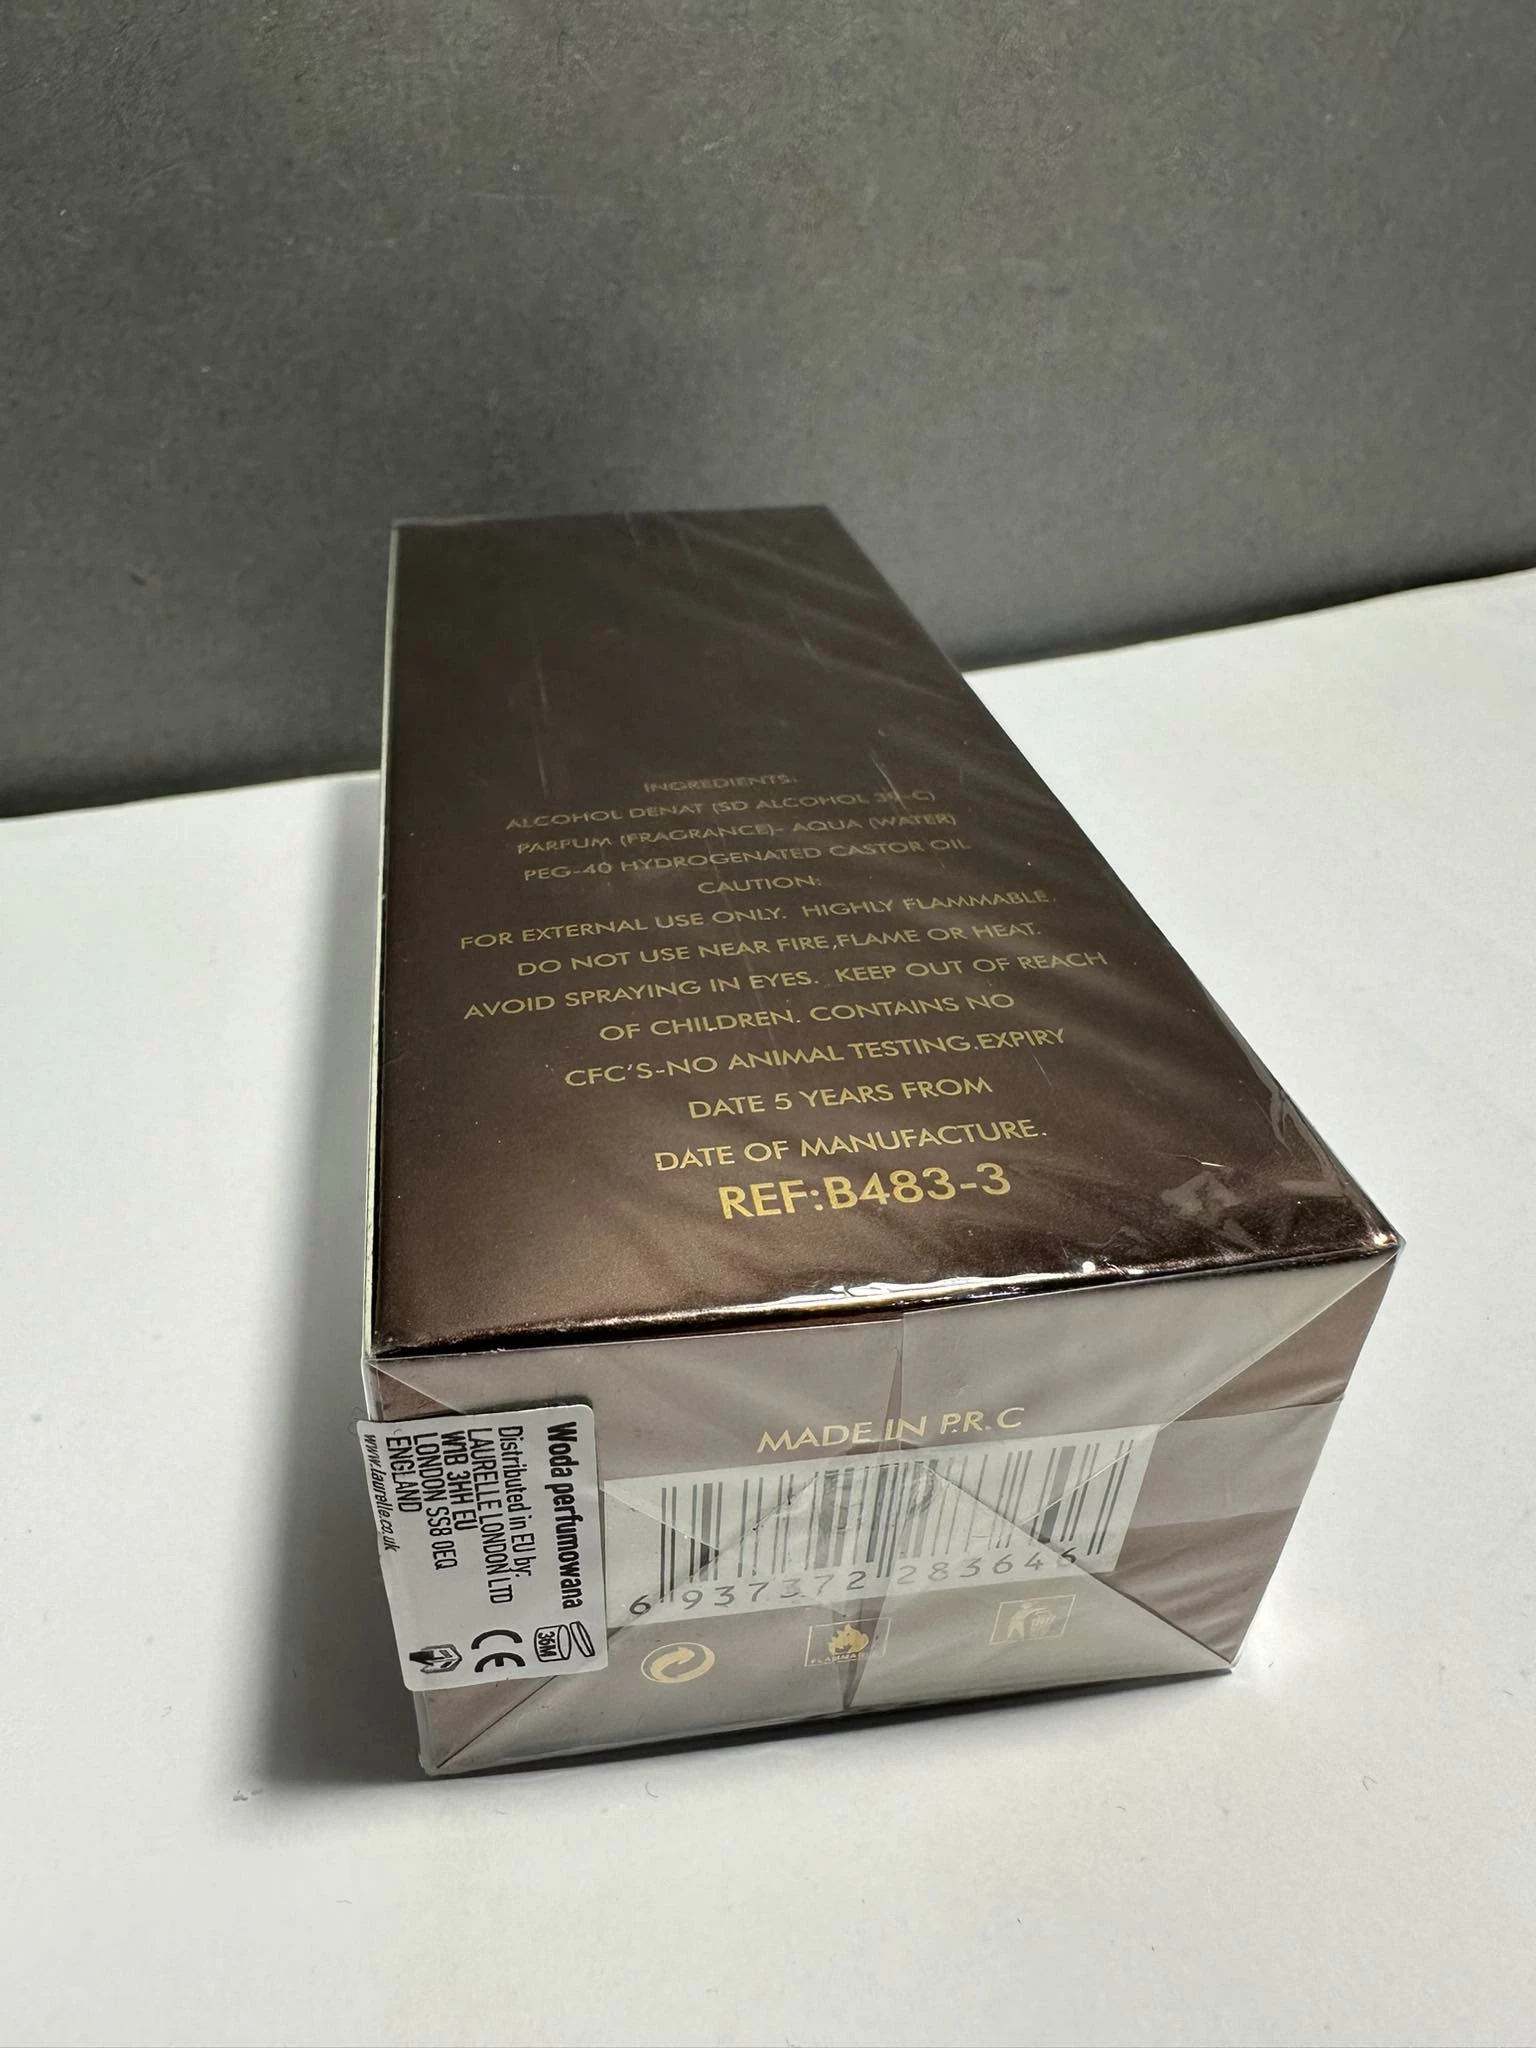 INGREDIENTS:
ALCOHOL DENAT (SD ALCOHOL 39-C)
PARFUM (FRAGRANCE)- AQUA (WATER)
PEG-40 HYDROGENATED CASTOR OIL
CAUTION:
FOR EXTERNAL USE ONLY. HIGHLY FLAMMABLE.
DO NOT USE NEAR FIRE,FLAME OR HEAT.
AVOID SPRAYING IN EYES. KEEP OUT OF REACH
OF CHILDREN. CONTAINS NO
CFC'S-NO ANIMAL TESTING.EXPIRY
DATE 5 YEARS FROM
DATE OF MANUFACTURE.
REF:B483-3
MADE IN P.R.C
6 937372 283646
FLAMMABLE
Woda perfumowana
Distributed in EU by:
LAURELLE LONDON LTD
W1B 3HH EU
LONDON SS8 0EQ
ENGLAND
www.laurelle.co.uk
36M
CE